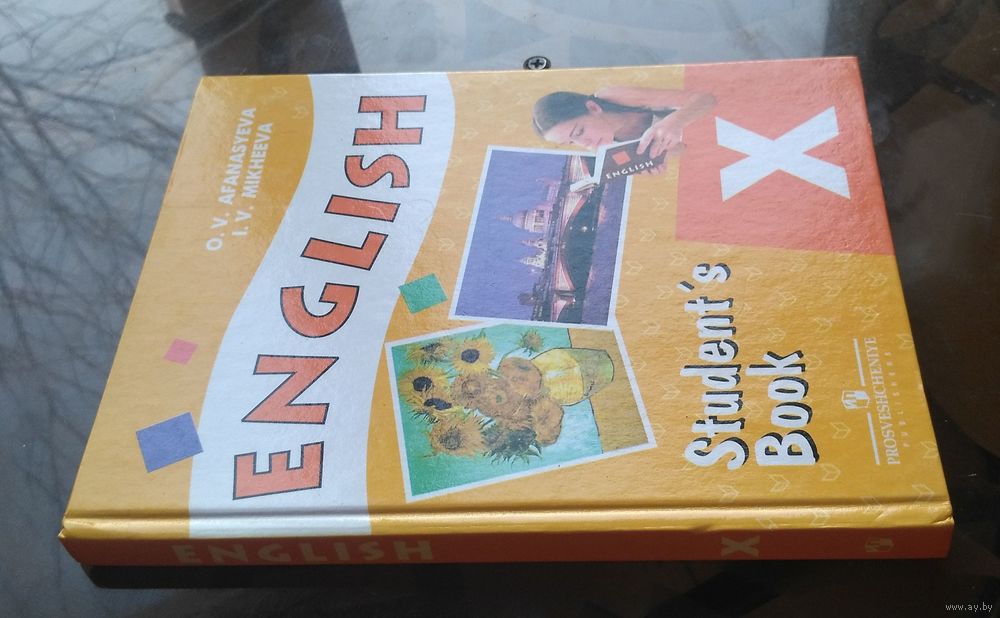 O. V. AFANASYEVA
I. V. MIKHEEVA
ENGLISH
ENGLISH
X
Student's
Book
PROSVESHCHENIYE
PUBLISHERS
ENGLISH
X
www.ay.by